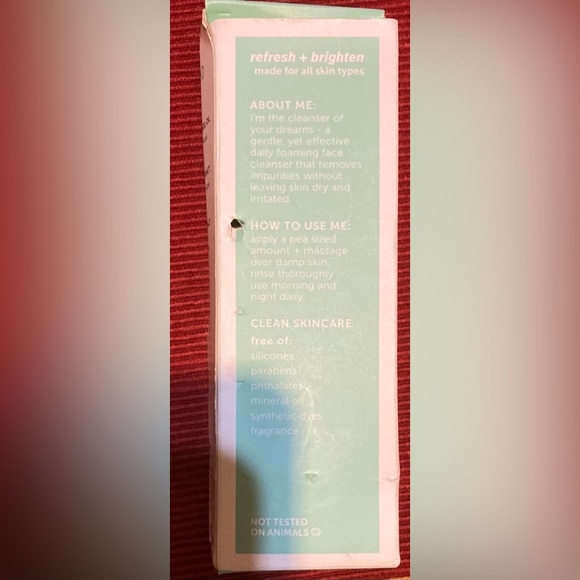 refresh + brighten
made for all skin types
ABOUT ME:
I'm the cleanser of
your dreams - a
gentle, yet effective
daily foaming face
cleanser that removes
impurities without
leaving skin dry and
irritated.
HOW TO USE ME:
apply a pea sized
amount + massage
over damp skin.
rinse thoroughly
use morning and
night daily.
CLEAN SKINCARE
free of:
silicones
parabens
phthalates
mineral oil
synthetic dyes
fragrance
NOT TESTED
ON ANIMALS